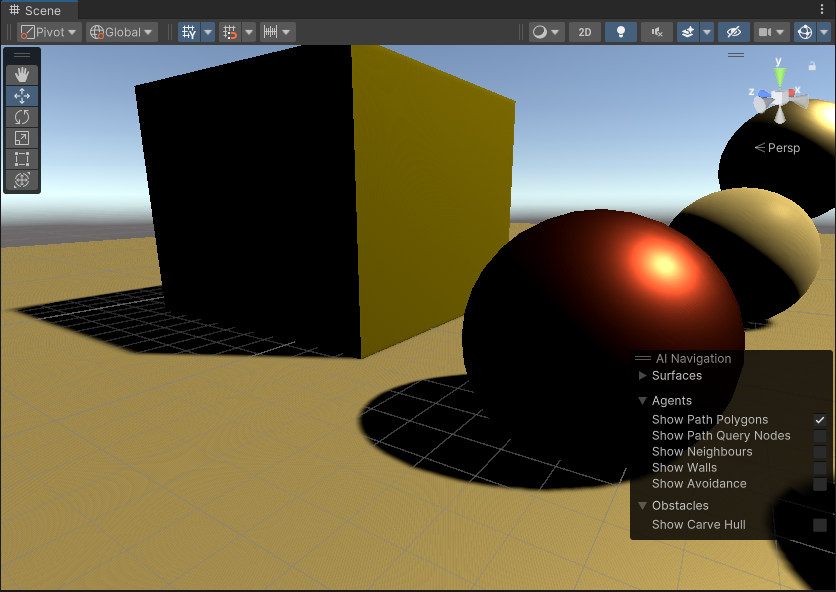 Scene
Pivot Global 2D
y
z x
Persp
AI Navigation
Surfaces
Agents
Show Path Polygons
Show Path Query Nodes
Show Neighbours
Show Walls
Show Avoidance
Obstacles
Show Carve Hull